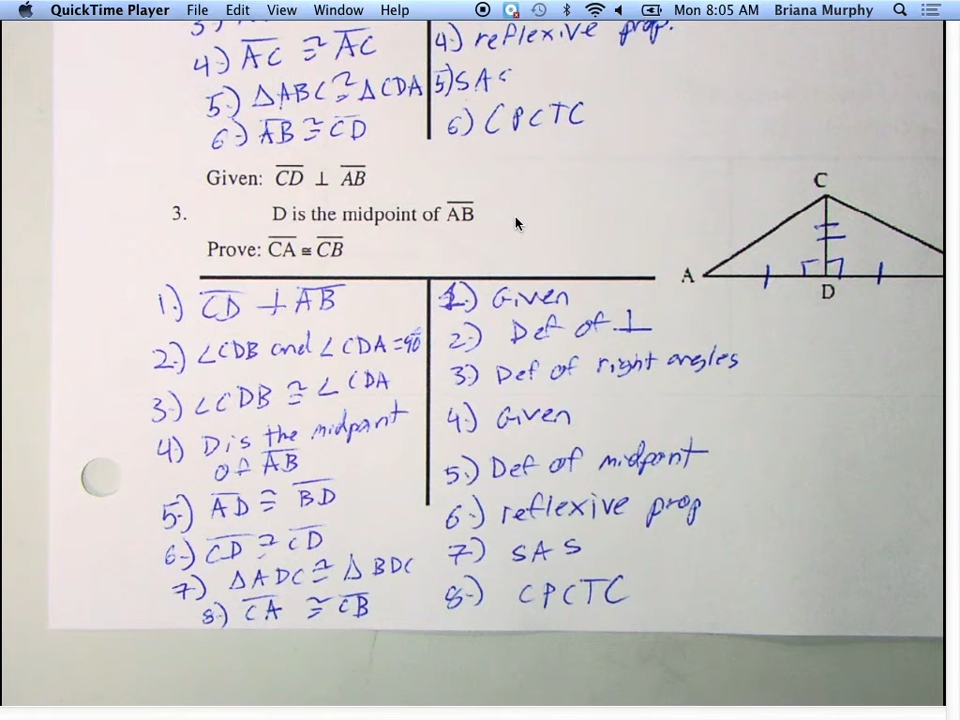 QuickTime Player File Edit View Window Help Mon 8:05 AM Briana Murphy
4.) AC ≅ AC 4.) reflexive prop.
5.) △ABC ≅ △CDA 5.) SAS
6.) AB ≅ CD 6.) CPCTC
Given: CD ⊥ AB
3. D is the midpoint of AB
Prove: CA ≅ CB
C
A
D
1.) CD ⊥ AB 1.) Given
2.) ∠CDB and ∠CDA = 90 2.) Def of ⊥
3.) ∠CDB ≅ ∠CDA 3.) Def of right angles
4.) D is the midpoint 4.) Given
of AB
5.) AD ≅ BD 5.) Def of midpoint
6.) CD ≅ CD 6.) reflexive prop
7.) △ADC ≅ △BDC 7.) SAS
8.) CA ≅ CB 8.) CPCTC